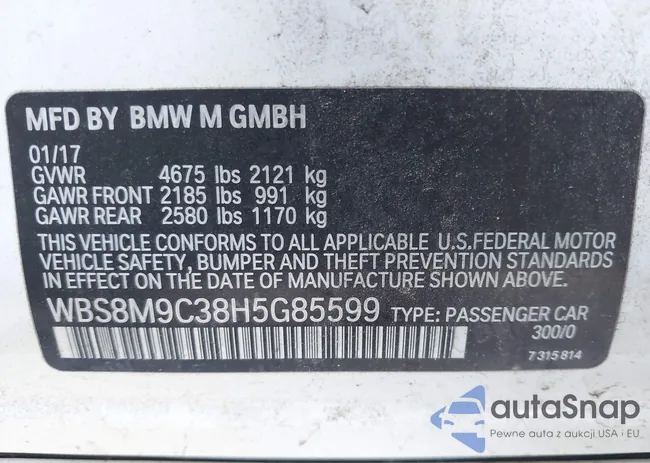 MFD BY BMW M GMBH
01/17
GVWR 4675 lbs 2121 kg
GAWR FRONT 2185 lbs 991 kg
GAWR REAR 2580 lbs 1170 kg
THIS VEHICLE CONFORMS TO ALL APPLICABLE U.S.FEDERAL MOTOR
VEHICLE SAFETY, BUMPER AND THEFT PREVENTION STANDARDS
IN EFFECT ON THE DATE OF MANUFACTURE SHOWN ABOVE.
WBS8M9C38H5G85599 TYPE: PASSENGER CAR
300/0
7 315 814
autaSnap
Pewne auta z aukcji USA i EU